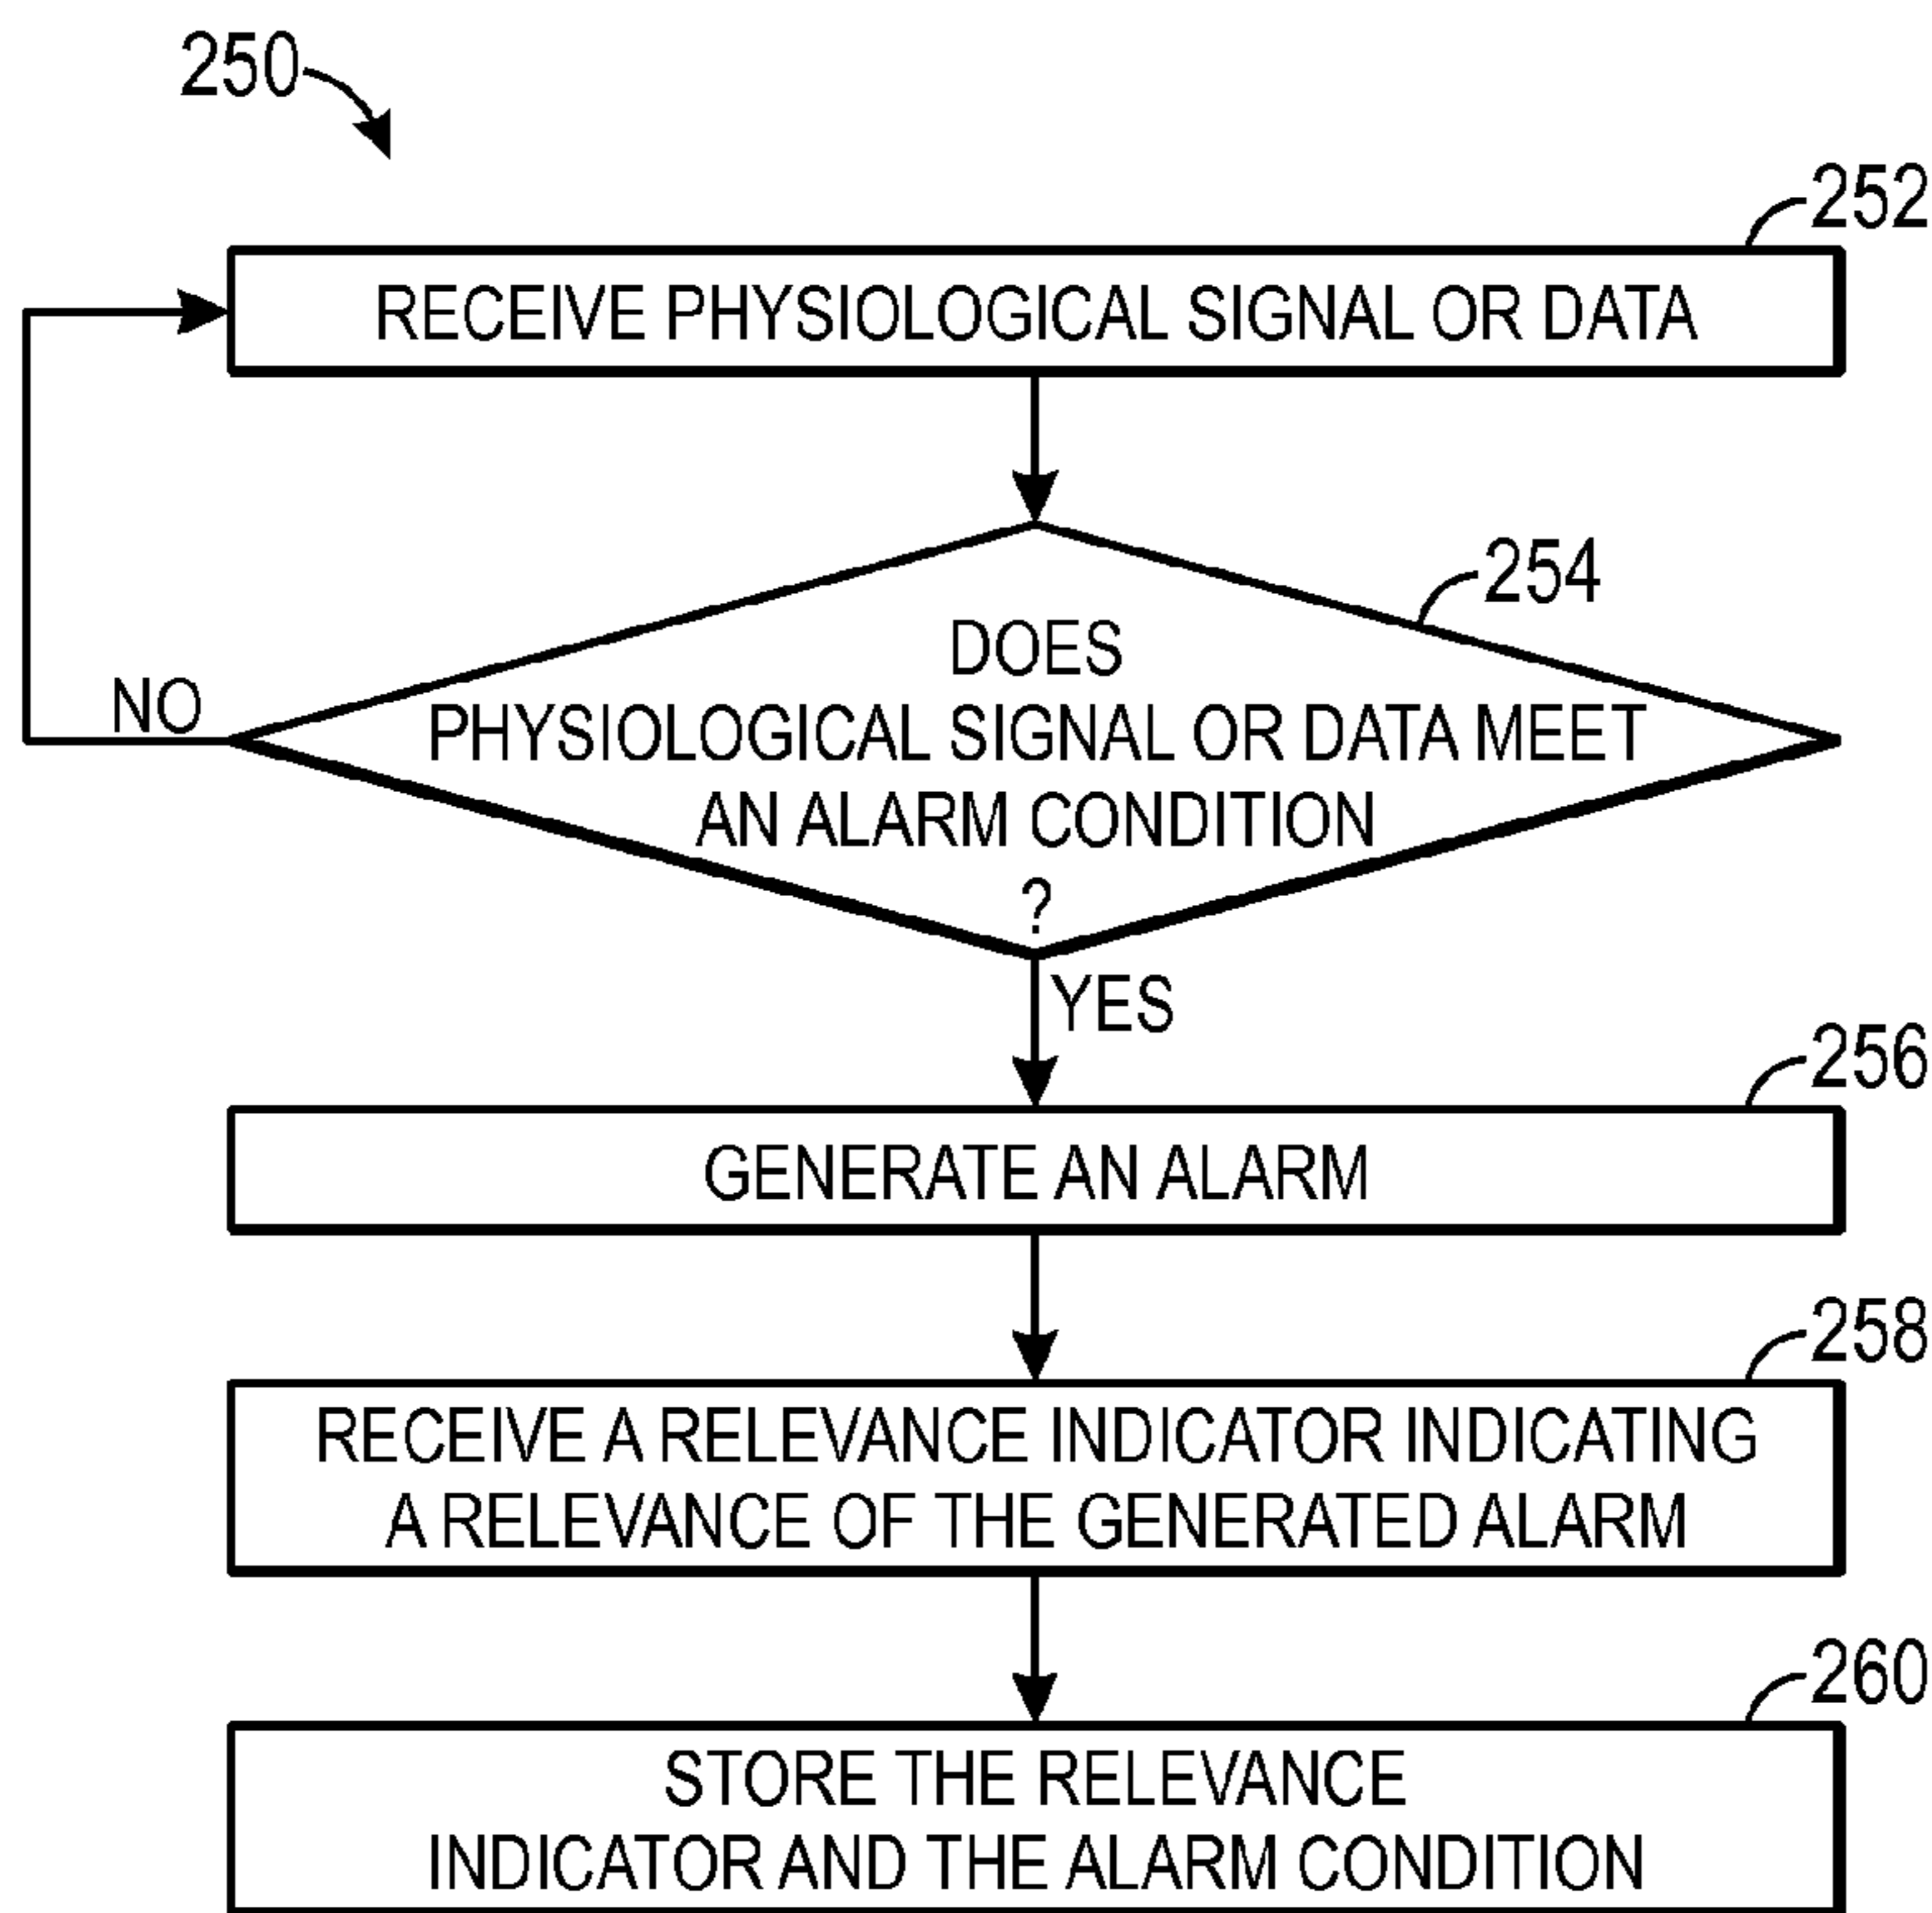 250
252
RECEIVE PHYSIOLOGICAL SIGNAL OR DATA
254
DOES
PHYSIOLOGICAL SIGNAL OR DATA MEET
AN ALARM CONDITION
?
NO
YES
256
GENERATE AN ALARM
258
RECEIVE A RELEVANCE INDICATOR INDICATING
A RELEVANCE OF THE GENERATED ALARM
260
STORE THE RELEVANCE
INDICATOR AND THE ALARM CONDITION